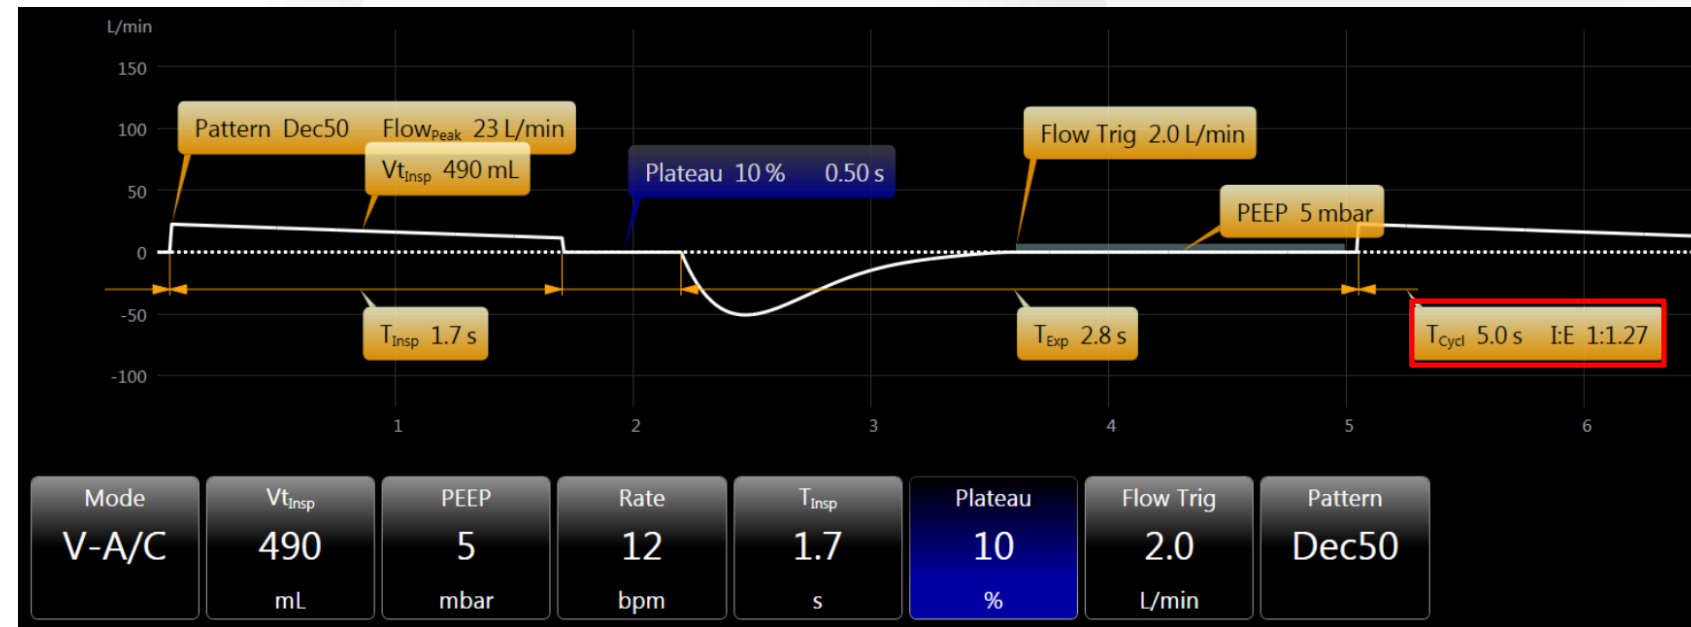 L/min
150
100
50
0
-50
-100
Pattern Dec50 FlowPeak 23 L/min
VtInsp 490 mL
Plateau 10 % 0.50 s
Flow Trig 2.0 L/min
PEEP 5 mbar
TInsp 1.7 s
TExp 2.8 s
TCycl 5.0 s I:E 1:1.27
1 2 3 4 5 6
Mode VtInsp PEEP Rate TInsp Plateau Flow Trig Pattern
V-A/C 490 5 12 1.7 10 2.0 Dec50
mL mbar bpm s % L/min